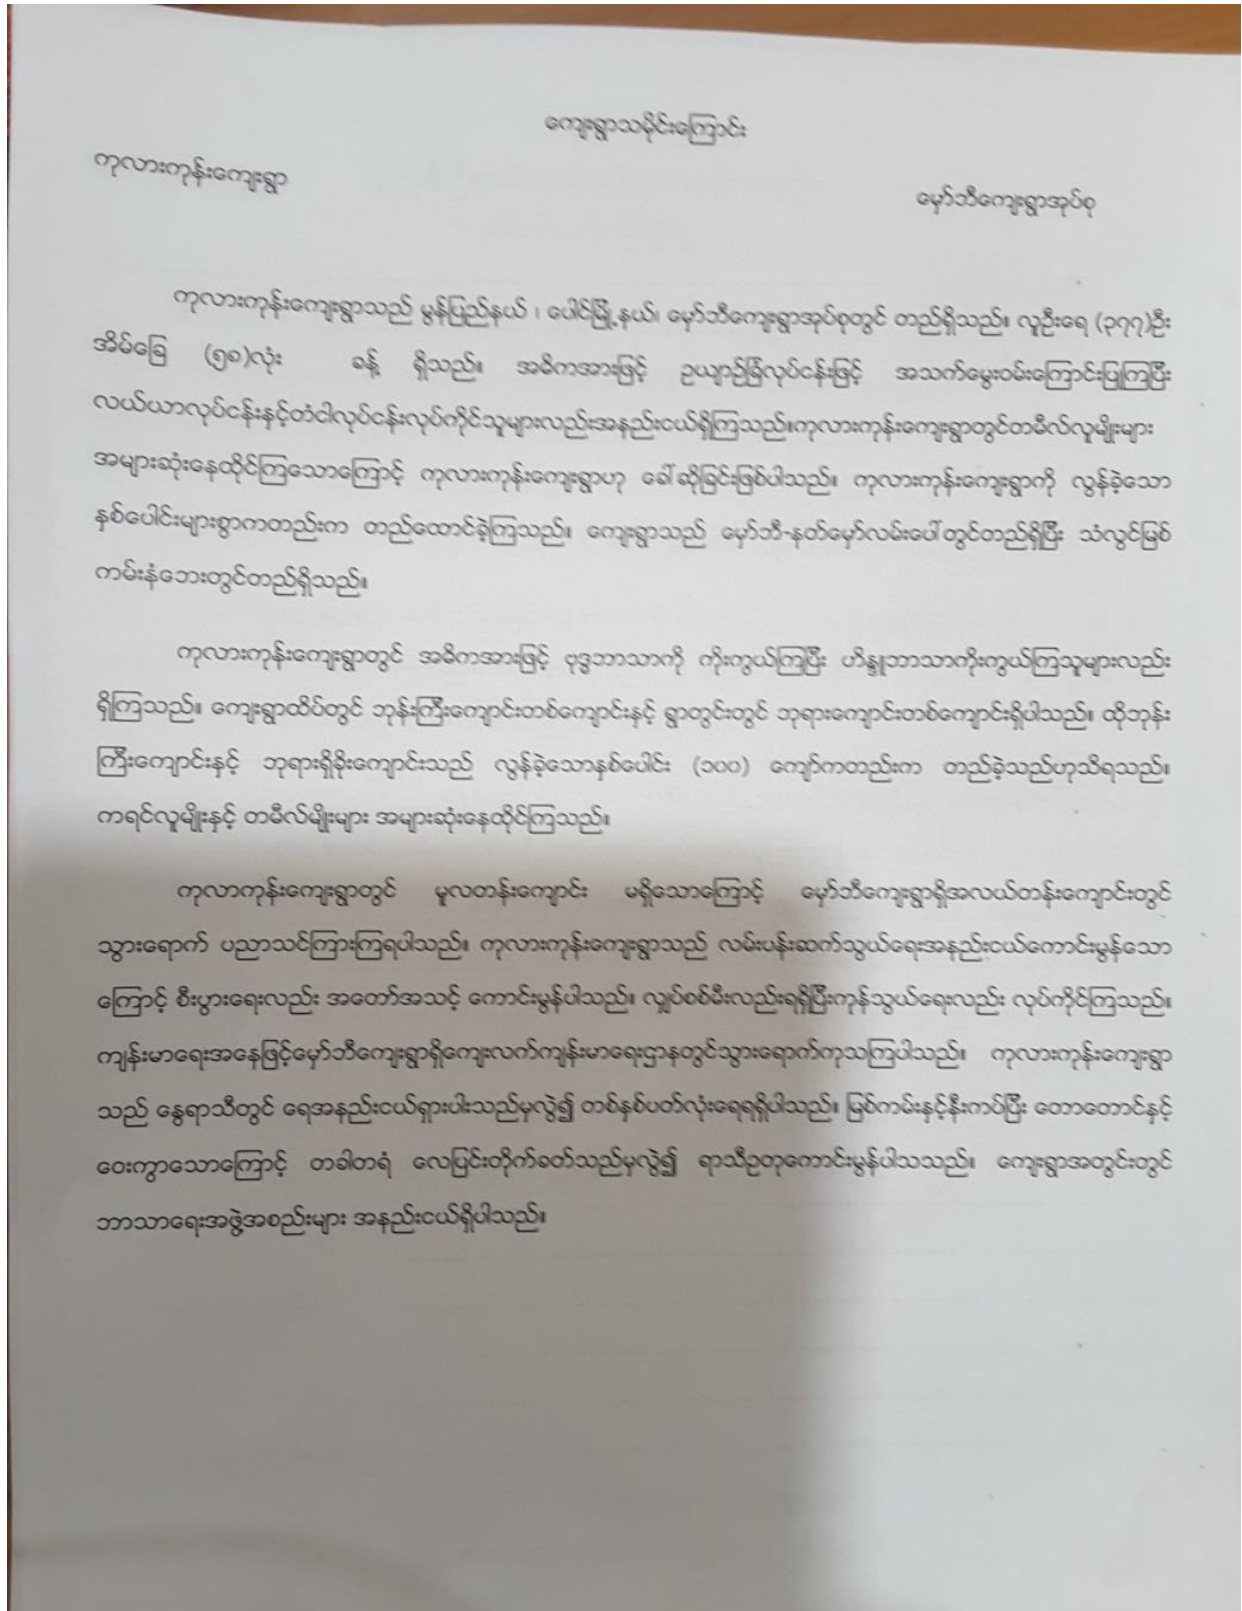 ကျေးရွာသမိုင်းကြောင်း
ကုလားကုန်းကျေးရွာ
မှော်ဘီကျေးရွာအုပ်စု
ကုလားကုန်းကျေးရွာသည် မွန်ပြည်နယ် ၊ ပေါင်မြို့နယ်၊ မှော်ဘီကျေးရွာအုပ်စုတွင် တည်ရှိသည်။ လူဦးရေ (၃၇၇)ဦး
အိမ်ခြေ (၅၈)လုံး ခန့် ရှိသည်။ အဓိကအားဖြင့် ဥယျာဉ်ခြံလုပ်ငန်းဖြင့် အသက်မွေးဝမ်းကြောင်းပြုကြပြီး
လယ်ယာလုပ်ငန်းနှင့်တံငါလုပ်ငန်းလုပ်ကိုင်သူများလည်းအနည်းငယ်ရှိကြသည်။ကုလားကုန်းကျေးရွာတွင်တမီလ်လူမျိုးများ
အများဆုံးနေထိုင်ကြသောကြောင့် ကုလားကုန်းကျေးရွာဟု ခေါ်ဆိုခြင်းဖြစ်ပါသည်။ ကုလားကုန်းကျေးရွာကို လွန်ခဲ့သော
နှစ်ပေါင်းများစွာကတည်းက တည်ထောင်ခဲ့ကြသည်။ ကျေးရွာသည် မှော်ဘီ-နတ်မှော်လမ်းပေါ်တွင်တည်ရှိပြီး သံလွင်မြစ်
ကမ်းနံဘေးတွင်တည်ရှိသည်။
ကုလားကုန်းကျေးရွာတွင် အဓိကအားဖြင့် ဗုဒ္ဓဘာသာကို ကိုးကွယ်ကြပြီး ဟိန္ဒူဘာသာကိုးကွယ်ကြသူများလည်း
ရှိကြသည်။ ကျေးရွာထိပ်တွင် ဘုန်းကြီးကျောင်းတစ်ကျောင်းနှင့် ရွာတွင်းတွင် ဘုရားကျောင်းတစ်ကျောင်းရှိပါသည်။ ထိုဘုန်း
ကြီးကျောင်းနှင့် ဘုရားရှိခိုးကျောင်းသည် လွန်ခဲ့သောနှစ်ပေါင်း (၁၀၀) ကျော်ကတည်းက တည်ခဲ့သည်ဟုသိရသည်။
ကရင်လူမျိုးနှင့် တမီလ်မျိုးများ အများဆုံးနေထိုင်ကြသည်။
ကုလာကုန်းကျေးရွာတွင် မူလတန်းကျောင်း မရှိသောကြောင့် မှော်ဘီကျေးရွာရှိအလယ်တန်းကျောင်းတွင်
သွားရောက် ပညာသင်ကြားကြရပါသည်။ ကုလားကုန်းကျေးရွာသည် လမ်းပန်းဆက်သွယ်ရေးအနည်းငယ်ကောင်းမွန်သော
ကြောင့် စီးပွားရေးလည်း အတော်အသင့် ကောင်းမွန်ပါသည်။ လျှပ်စစ်မီးလည်းရရှိပြီးကုန်သွယ်ရေးလည်း လုပ်ကိုင်ကြသည်။
ကျန်းမာရေးအနေဖြင့်မှော်ဘီကျေးရွာရှိကျေးလက်ကျန်းမာရေးဌာနတွင်သွားရောက်ကုသကြပါသည်။ ကုလားကုန်းကျေးရွာ
သည် နွေရာသီတွင် ရေအနည်းငယ်ရှားပါးသည်မှလွဲ၍ တစ်နှစ်ပတ်လုံးရေရရှိပါသည်။ မြစ်ကမ်းနှင့်နီးကပ်ပြီး တောတောင်နှင့်
ဝေးကွာသောကြောင့် တခါတရံ လေပြင်းတိုက်ခတ်သည်မှလွဲ၍ ရာသီဥတုကောင်းမွန်ပါသသည်။ ကျေးရွာအတွင်းတွင်
ဘာသာရေးအဖွဲ့အစည်းများ အနည်းငယ်ရှိပါသည်။